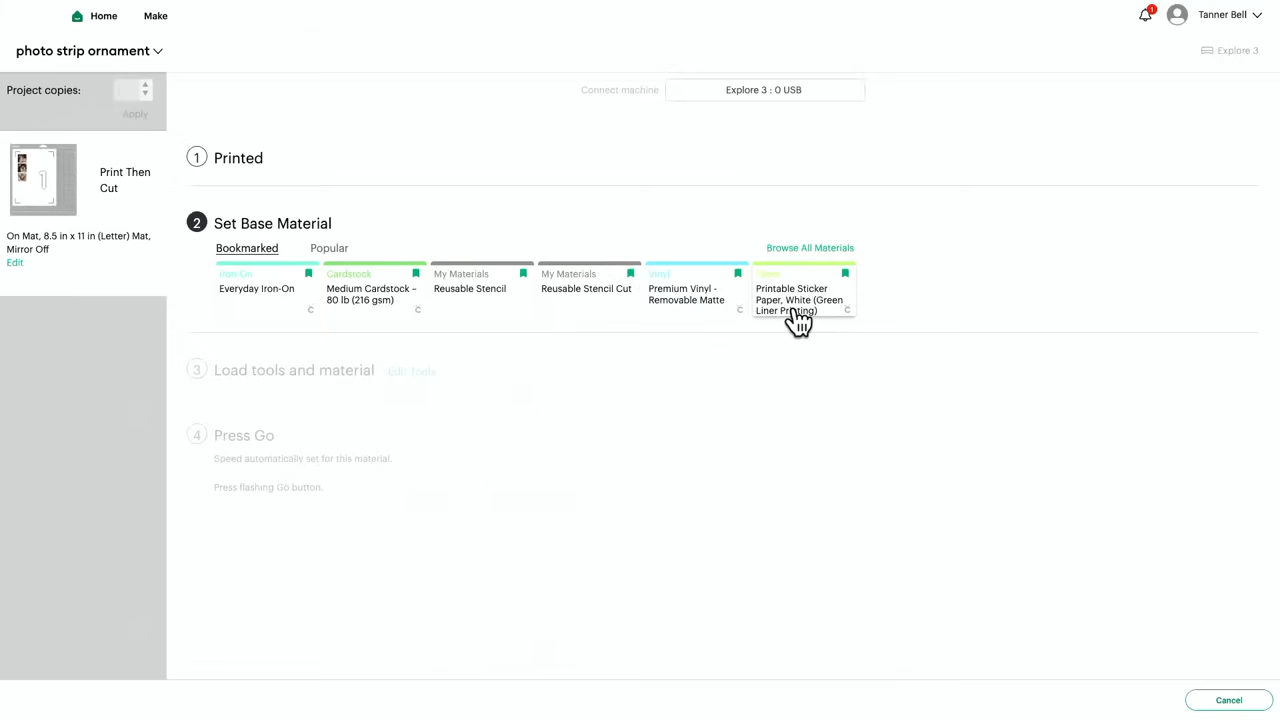 Home
Make
1
Tanner Bell
photo strip ornament
Explore 3
Project copies:
Apply
Connect machine
Explore 3 : 0 USB
1 Printed
Print Then
Cut
On Mat, 8.5 in x 11 in (Letter) Mat,
Mirror Off
Edit
2 Set Base Material
Bookmarked
Popular
Browse All Materials
Iron-On
Everyday Iron-On
C
Cardstock
Medium Cardstock –
80 lb (216 gsm)
C
My Materials
Reusable Stencil
My Materials
Reusable Stencil Cut
Vinyl
Premium Vinyl -
Removable Matte
C
Printable Sticker
Paper, White (Green
Liner Printing)
C
3 Load tools and material
Edit Tools
4 Press Go
Speed automatically set for this material.
Press flashing Go button.
Cancel